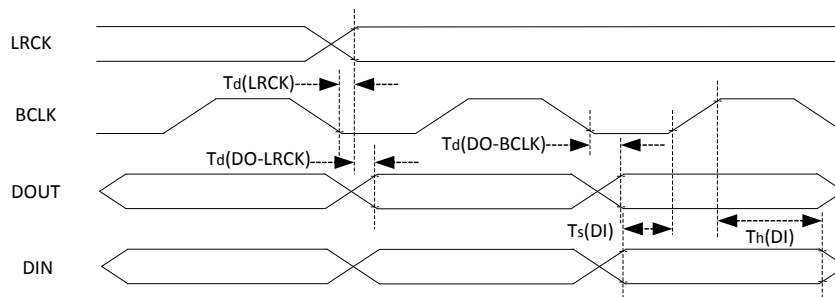 LRCK
Td(LRCK)
BCLK
Td(DO-LRCK)
Td(DO-BCLK)
DOUT
Ts(DI)
Th(DI)
DIN